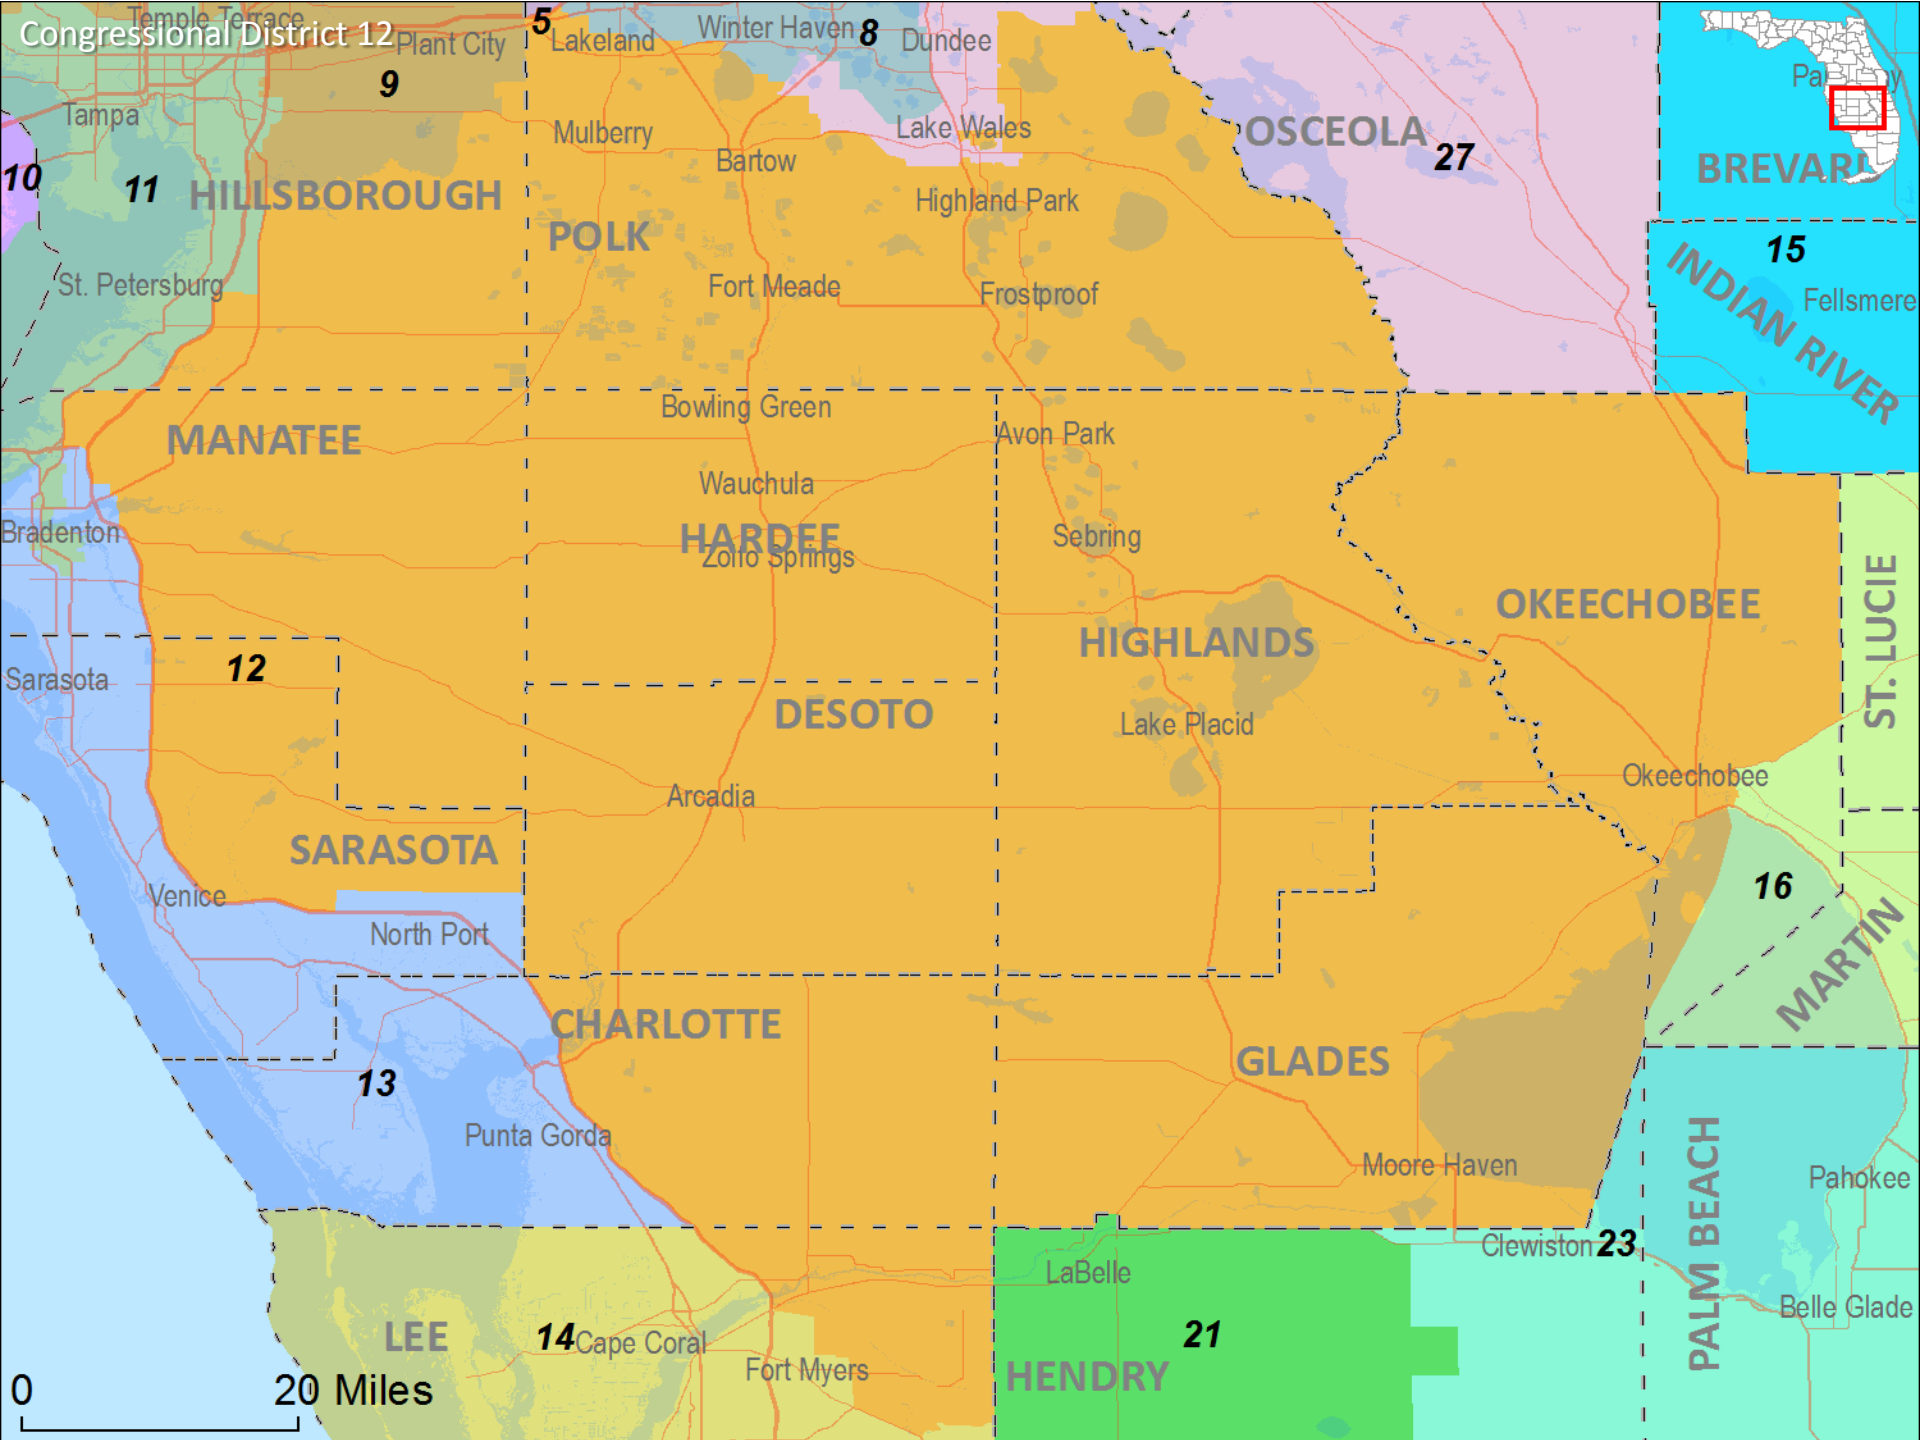 Congressional District 12
Temple Terrace
Plant City
5
Lakeland
Winter Haven
8
Dundee
9
Tampa
Mulberry
Lake Wales
OSCEOLA
27
BREVARD
10
11
HILLSBOROUGH
Bartow
Highland Park
POLK
15
INDIAN RIVER
Fellsmere
St. Petersburg
Fort Meade
Frostproof
Bowling Green
MANATEE
Avon Park
Wauchula
Bradenton
HARDEE
Zolfo Springs
Sebring
OKEECHOBEE
ST. LUCIE
HIGHLANDS
12
Sarasota
DESOTO
Lake Placid
Okeechobee
Arcadia
SARASOTA
Venice
16
North Port
MARTIN
CHARLOTTE
GLADES
13
Punta Gorda
Moore Haven
PALM BEACH
Pahokee
Clewiston
23
LaBelle
Belle Glade
LEE
14
Cape Coral
21
Fort Myers
HENDRY
0 20 Miles